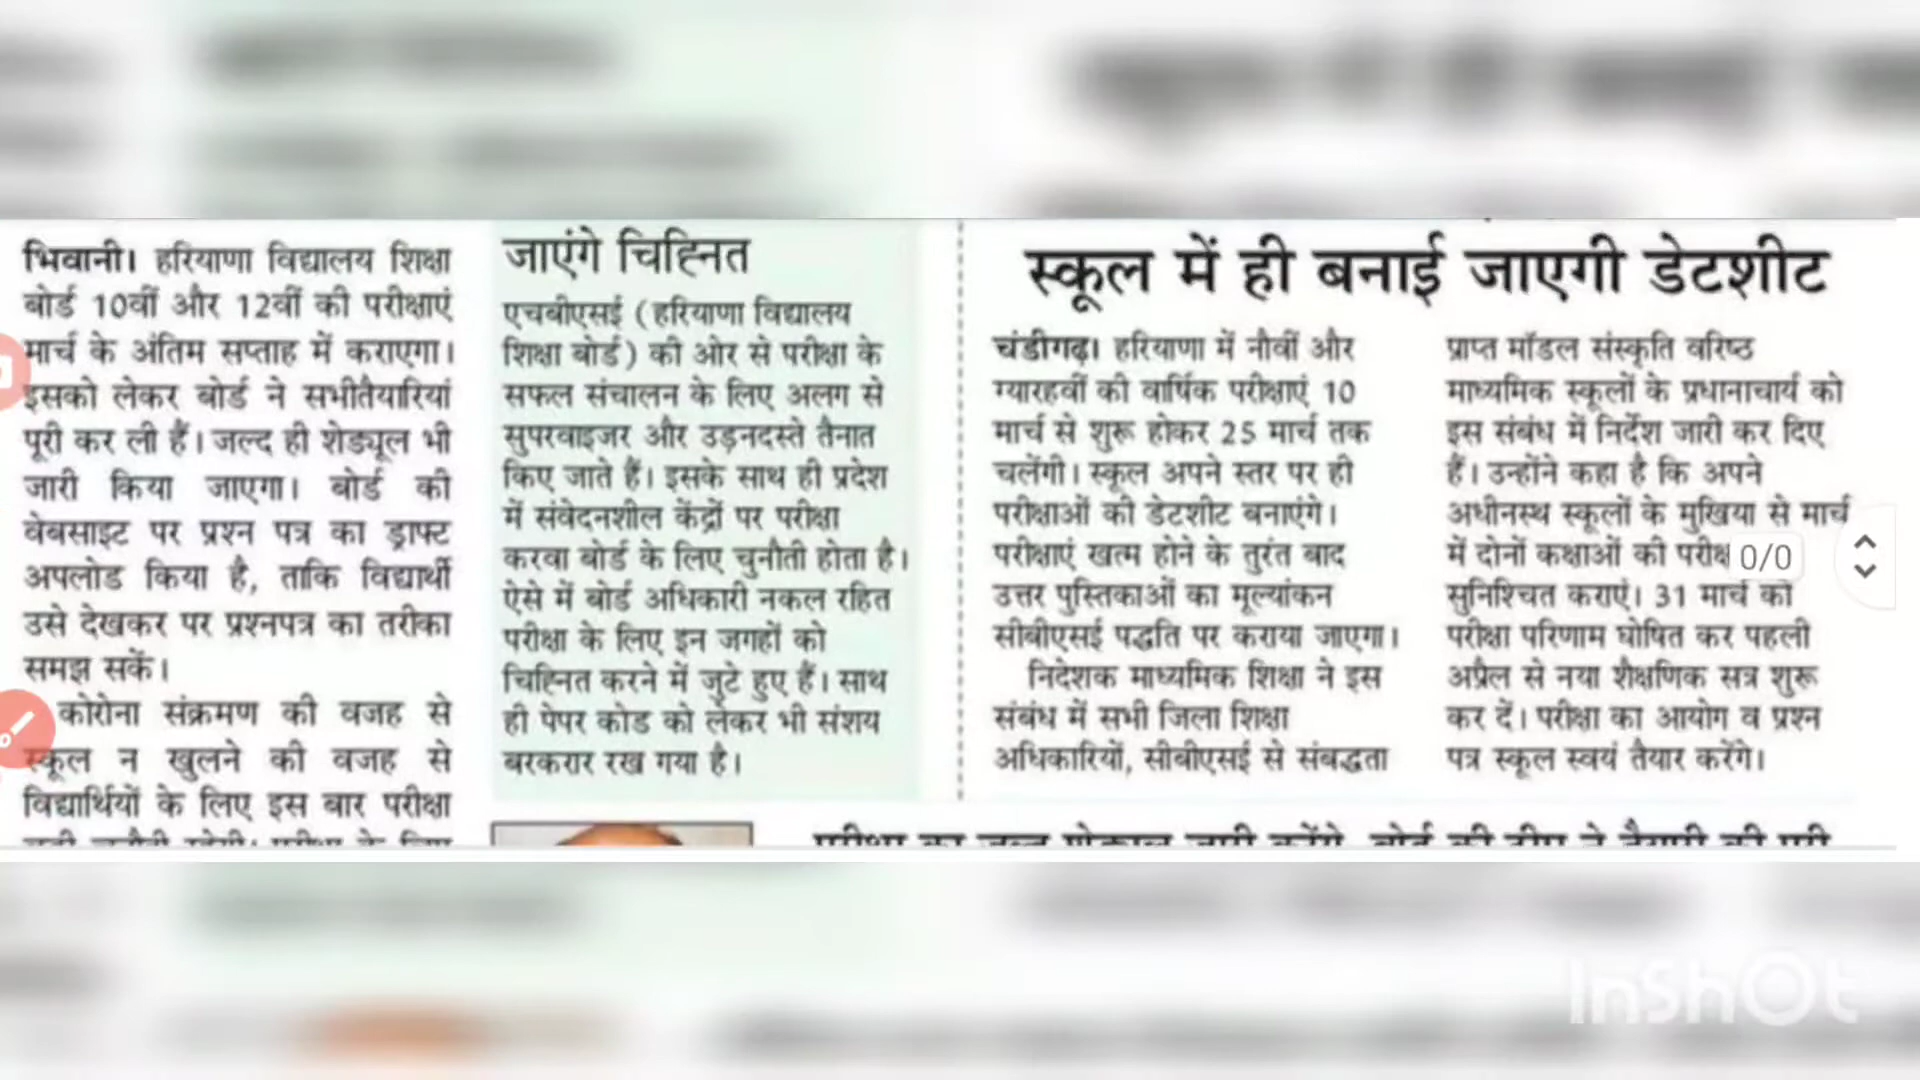 भिवानी। हरियाणा विद्यालय शिक्षा
बोर्ड 10वीं और 12वीं की परीक्षाएं
मार्च के अंतिम सप्ताह में कराएगा।
इसको लेकर बोर्ड ने सभीतैयारियां
पूरी कर ली हैं। जल्द ही शेड्यूल भी
जारी किया जाएगा। बोर्ड की
वेबसाइट पर प्रश्न पत्र का ड्राफ्ट
अपलोड किया है, ताकि विद्यार्थी
उसे देखकर पर प्रश्नपत्र का तरीका
समझ सकें।
कोरोना संक्रमण की वजह से
स्कूल न खुलने की वजह से
विद्यार्थियों के लिए इस बार परीक्षा
जाएंगे चिह्नित
एचबीएसई (हरियाणा विद्यालय
शिक्षा बोर्ड) की ओर से परीक्षा के
सफल संचालन के लिए अलग से
सुपरवाइजर और उड़नदस्ते तैनात
किए जाते हैं। इसके साथ ही प्रदेश
में संवेदनशील केंद्रों पर परीक्षा
करवा बोर्ड के लिए चुनौती होता है।
ऐसे में बोर्ड अधिकारी नकल रहित
परीक्षा के लिए इन जगहों को
चिह्नित करने में जुटे हुए हैं। साथ
ही पेपर कोड को लेकर भी संशय
बरकरार रख गया है।
स्कूल में ही बनाई जाएगी डेटशीट
चंडीगढ़। हरियाणा में नौवीं और
ग्यारहवीं की वार्षिक परीक्षाएं 10
मार्च से शुरू होकर 25 मार्च तक
चलेंगी। स्कूल अपने स्तर पर ही
परीक्षाओं की डेटशीट बनाएंगे।
परीक्षाएं खत्म होने के तुरंत बाद
उत्तर पुस्तिकाओं का मूल्यांकन
सीबीएसई पद्धति पर कराया जाएगा।
निदेशक माध्यमिक शिक्षा ने इस
संबंध में सभी जिला शिक्षा
अधिकारियों, सीबीएसई से संबद्धता
प्राप्त मॉडल संस्कृति वरिष्ठ
माध्यमिक स्कूलों के प्रधानाचार्य को
इस संबंध में निर्देश जारी कर दिए
हैं। उन्होंने कहा है कि अपने
अधीनस्थ स्कूलों के मुखिया से मार्च
में दोनों कक्षाओं की परीक्ष
सुनिश्चित कराएं। 31 मार्च को
परीक्षा परिणाम घोषित कर पहली
अप्रैल से नया शैक्षणिक सत्र शुरू
कर दें। परीक्षा का आयोग व प्रश्न
पत्र स्कूल स्वयं तैयार करेंगे।
0/0
InShOt